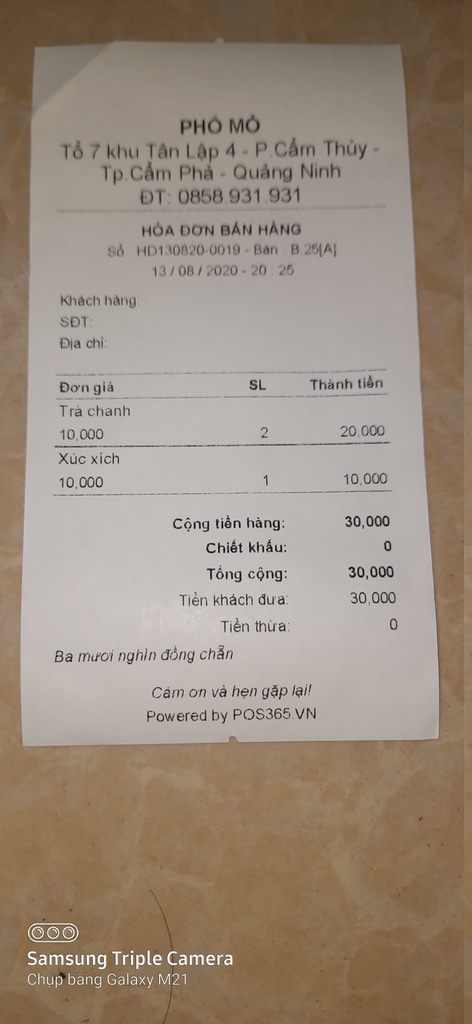 PHỐ MỎ
Tổ 7 khu Tân Lập 4 - P.Cẩm Thủy -
Tp.Cẩm Phả - Quảng Ninh
ĐT: 0858.931.931
HÓA ĐƠN BÁN HÀNG
Số HD130820-0019 - Bàn : B.25[A]
13 / 08 / 2020 - 20 : 25
Khách hàng:
SĐT:
Địa chỉ:
Đơn giá SL Thành tiền
Trà chanh
10,000 2 20,000
Xúc xích
10,000 1 10,000
Cộng tiền hàng: 30,000
Chiết khấu: 0
Tổng cộng: 30,000
Tiền khách đưa: 30,000
Tiền thừa: 0
Ba mươi nghìn đồng chẵn
Cảm ơn và hẹn gặp lại!
Powered by POS365.VN
Samsung Triple Camera
Chụp bằng Galaxy M21